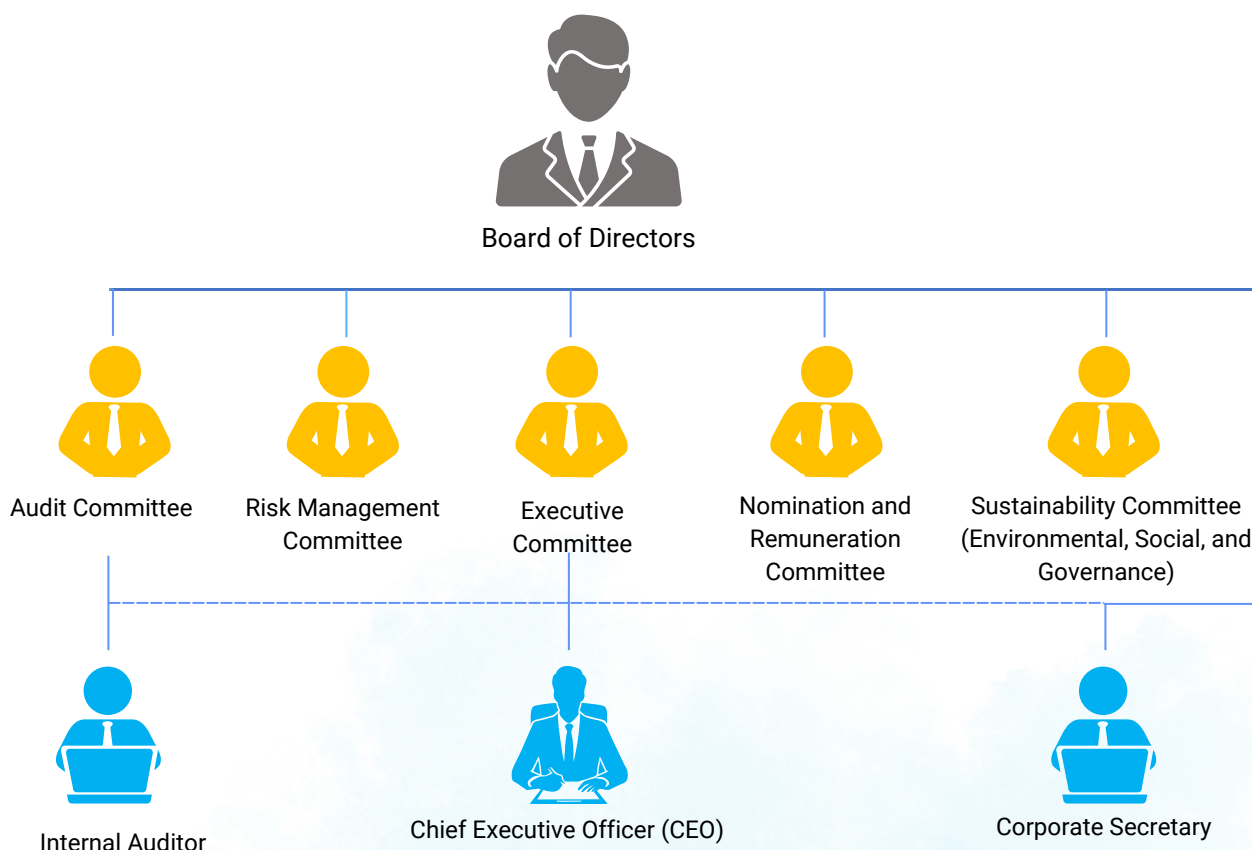 Board of Directors
Audit Committee
Risk Management
Committee
Executive
Committee
Nomination and
Remuneration
Committee
Sustainability Committee
(Environmental, Social, and
Governance)
Internal Auditor
Chief Executive Officer (CEO)
Corporate Secretary